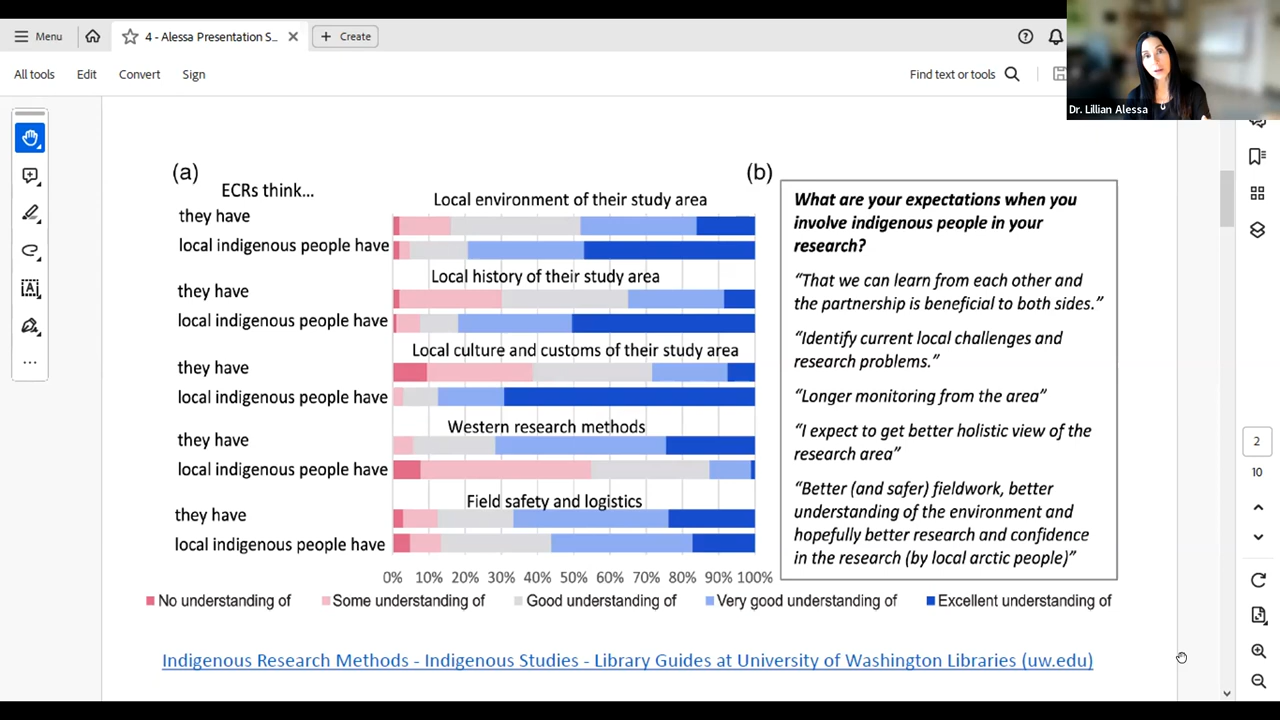 Menu
4 - Alessa Presentation S...
Create
All tools
Edit
Convert
Sign
Find text or tools
Dr. Lillian Alessa
(a)
ECRs think...
Local environment of their study area
they have
local indigenous people have
Local history of their study area
they have
local indigenous people have
Local culture and customs of their study area
they have
local indigenous people have
Western research methods
they have
local indigenous people have
Field safety and logistics
they have
local indigenous people have
0% 10% 20% 30% 40% 50% 60% 70% 80% 90% 100%
No understanding of
Some understanding of
Good understanding of
Very good understanding of
Excellent understanding of
(b)
What are your expectations when you
involve indigenous people in your
research?
“That we can learn from each other and
the partnership is beneficial to both sides.”
“Identify current local challenges and
research problems.”
“Longer monitoring from the area”
“I expect to get better holistic view of the
research area”
“Better (and safer) fieldwork, better
understanding of the environment and
hopefully better research and confidence
in the research (by local arctic people)”
Indigenous Research Methods - Indigenous Studies - Library Guides at University of Washington Libraries (uw.edu)
2
10